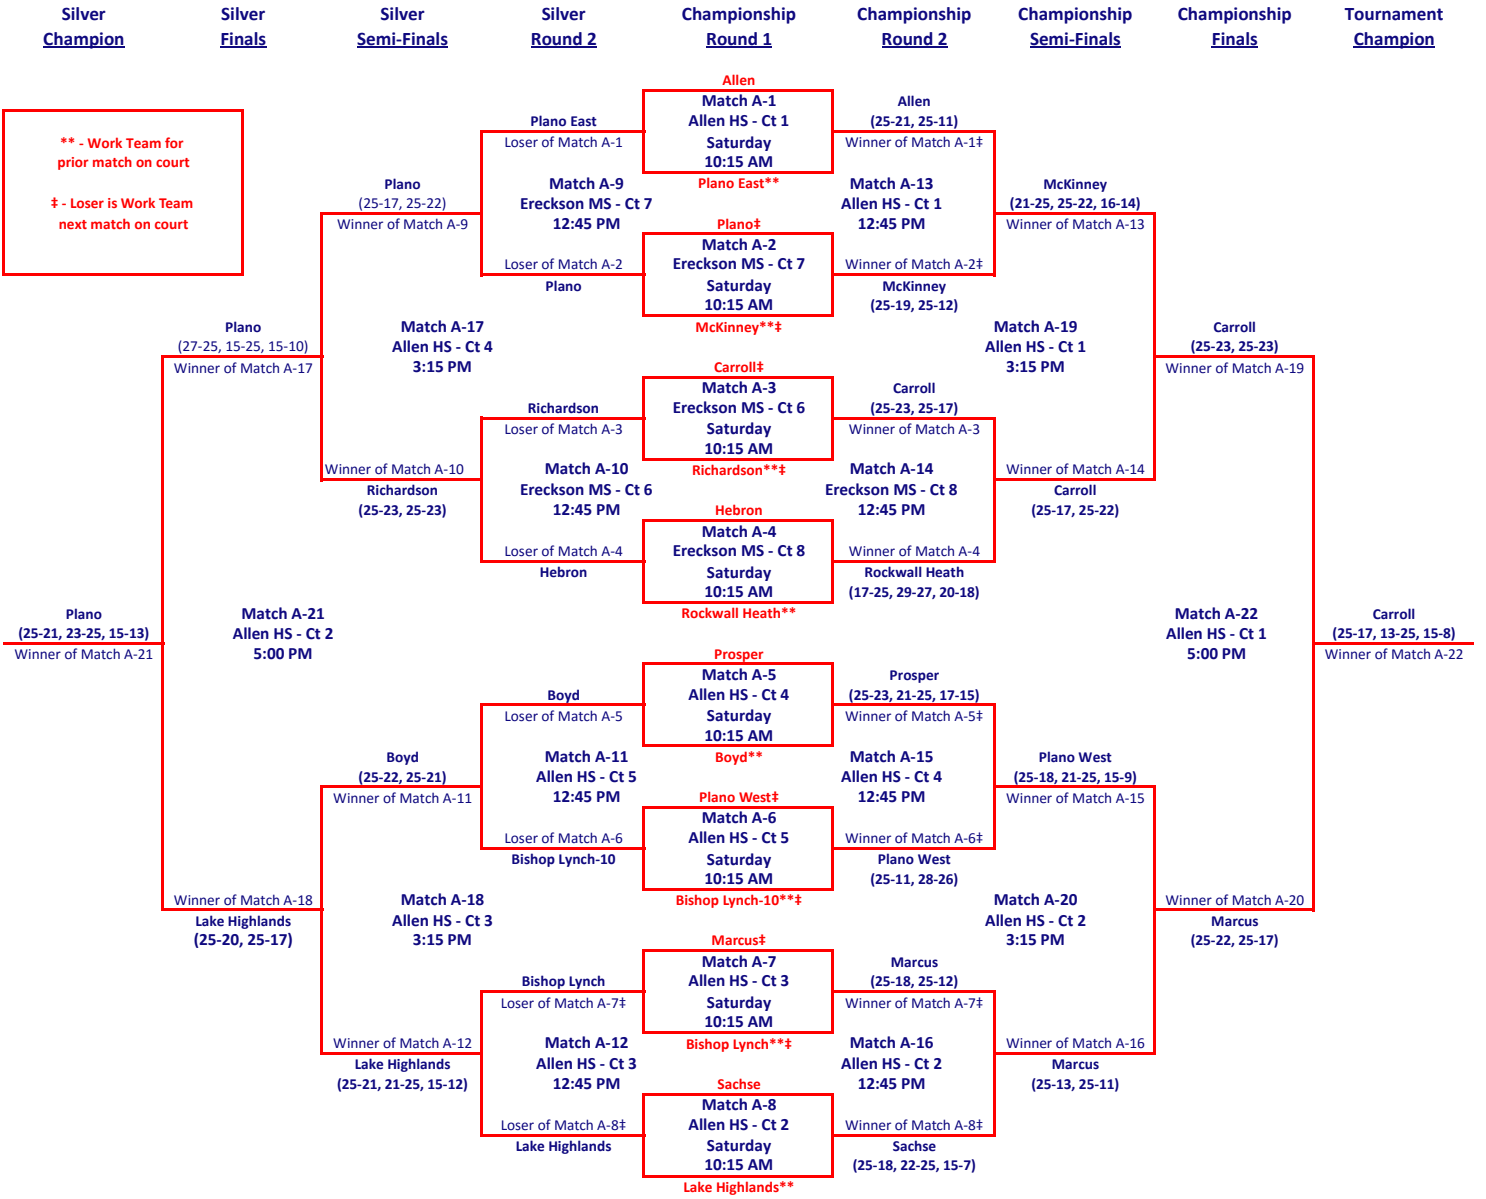 Silver
Champion
Silver
Finals
Silver
Semi-Finals
Silver
Round 2
Championship
Round 1
Championship
Round 2
Championship
Semi-Finals
Championship
Finals
Tournament
Champion
** - Work Team for
prior match on court
‡ - Loser is Work Team
next match on court
Plano
(25-21, 23-25, 15-13)
Winner of Match A-21
Plano
(27-25, 15-25, 15-10)
Winner of Match A-17
Match A-21
Allen HS - Ct 2
5:00 PM
Winner of Match A-18
Lake Highlands
(25-20, 25-17)
Plano
(25-17, 25-22)
Winner of Match A-9
Match A-17
Allen HS - Ct 4
3:15 PM
Winner of Match A-10
Richardson
(25-23, 25-23)
Boyd
(25-22, 25-21)
Winner of Match A-11
Match A-18
Allen HS - Ct 3
3:15 PM
Winner of Match A-12
Lake Highlands
(25-21, 21-25, 15-12)
Plano East
Loser of Match A-1
Match A-9
Ereckson MS - Ct 7
12:45 PM
Loser of Match A-2
Plano
Richardson
Loser of Match A-3
Match A-10
Ereckson MS - Ct 6
12:45 PM
Loser of Match A-4
Hebron
Boyd
Loser of Match A-5
Match A-11
Allen HS - Ct 5
12:45 PM
Loser of Match A-6
Bishop Lynch-10
Bishop Lynch
Loser of Match A-7‡
Match A-12
Allen HS - Ct 3
12:45 PM
Loser of Match A-8‡
Lake Highlands
Allen
Match A-1
Allen HS - Ct 1
Saturday
10:15 AM
Plano East**
Plano‡
Match A-2
Ereckson MS - Ct 7
Saturday
10:15 AM
McKinney**‡
Carroll‡
Match A-3
Ereckson MS - Ct 6
Saturday
10:15 AM
Richardson**‡
Hebron
Match A-4
Ereckson MS - Ct 8
Saturday
10:15 AM
Rockwall Heath**
Prosper
Match A-5
Allen HS - Ct 4
Saturday
10:15 AM
Boyd**
Plano West‡
Match A-6
Allen HS - Ct 5
Saturday
10:15 AM
Bishop Lynch-10**‡
Marcus‡
Match A-7
Allen HS - Ct 3
Saturday
10:15 AM
Bishop Lynch**‡
Sachse
Match A-8
Allen HS - Ct 2
Saturday
10:15 AM
Lake Highlands**
Allen
(25-21, 25-11)
Winner of Match A-1‡
Match A-13
Allen HS - Ct 1
12:45 PM
Winner of Match A-2‡
McKinney
(25-19, 25-12)
Carroll
(25-23, 25-17)
Winner of Match A-3
Match A-14
Ereckson MS - Ct 8
12:45 PM
Winner of Match A-4
Rockwall Heath
(17-25, 29-27, 20-18)
Prosper
(25-23, 21-25, 17-15)
Winner of Match A-5‡
Match A-15
Allen HS - Ct 4
12:45 PM
Winner of Match A-6‡
Plano West
(25-11, 28-26)
Marcus
(25-18, 25-12)
Winner of Match A-7‡
Match A-16
Allen HS - Ct 2
12:45 PM
Winner of Match A-8‡
Sachse
(25-18, 22-25, 15-7)
McKinney
(21-25, 25-22, 16-14)
Winner of Match A-13
Match A-19
Allen HS - Ct 1
3:15 PM
Winner of Match A-14
Carroll
(25-17, 25-22)
Plano West
(25-18, 21-25, 15-9)
Winner of Match A-15
Match A-20
Allen HS - Ct 2
3:15 PM
Winner of Match A-16
Marcus
(25-13, 25-11)
Carroll
(25-23, 25-23)
Winner of Match A-19
Match A-22
Allen HS - Ct 1
5:00 PM
Winner of Match A-20
Marcus
(25-22, 25-17)
Carroll
(25-17, 13-25, 15-8)
Winner of Match A-22